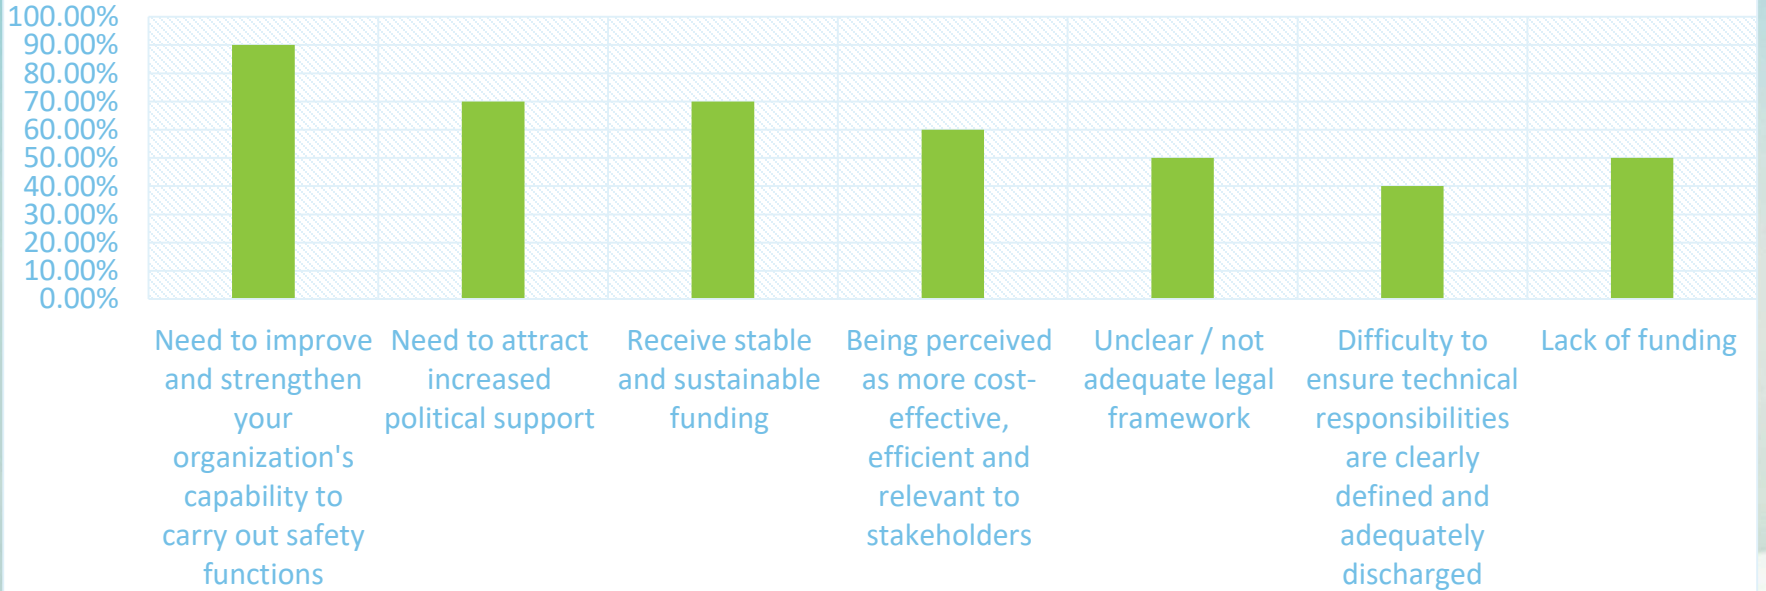 100.00%
90.00%
80.00%
70.00%
60.00%
50.00%
40.00%
30.00%
20.00%
10.00%
0.00%
Need to improve
and strengthen
your
organization's
capability to
carry out safety
functions
Need to attract
increased
political support
Receive stable
and sustainable
funding
Being perceived
as more cost-
effective,
efficient and
relevant to
stakeholders
Unclear / not
adequate legal
framework
Difficulty to
ensure technical
responsibilities
are clearly
defined and
adequately
discharged
Lack of funding